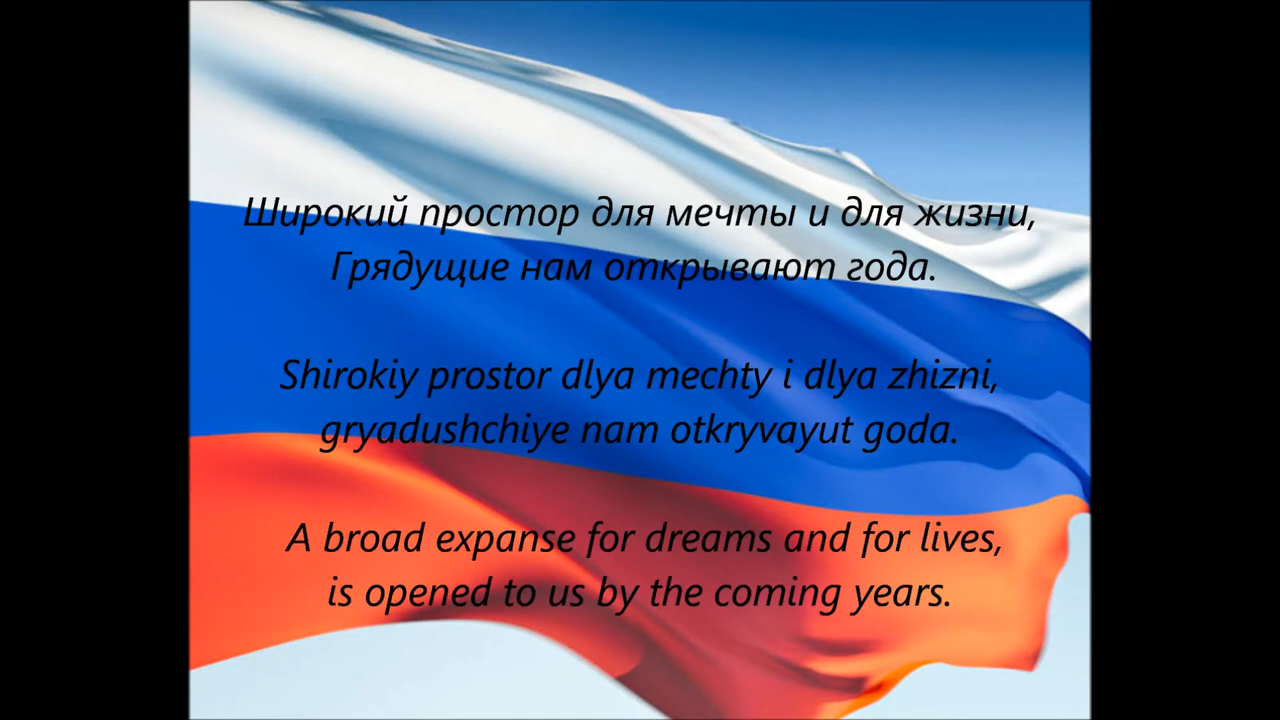 Широкий простор для мечты и для жизни,
Грядущие нам открывают года.
Shirokiy prostor dlya mechty i dlya zhizni,
gryadushchiye nam otkryvayut goda.
A broad expanse for dreams and for lives,
is opened to us by the coming years.